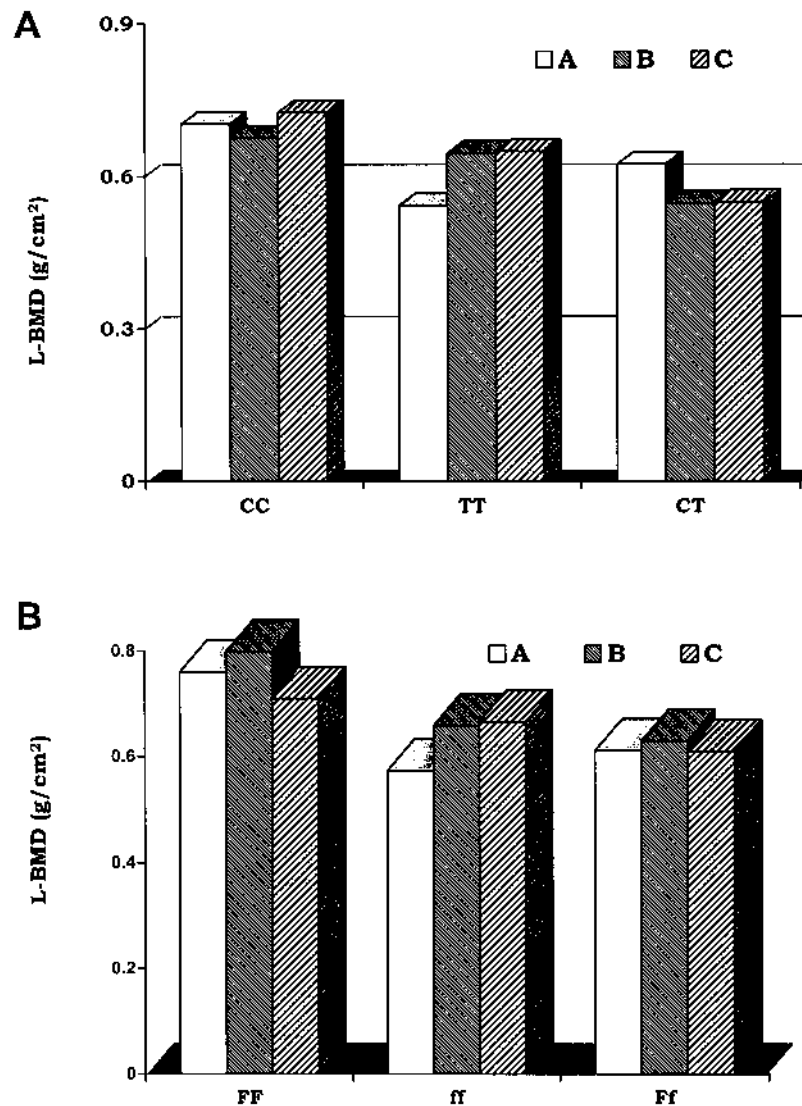 A
0.9
A B C
0.6
L-BMD (g/cm²)
0.3
0
CC TT CT
B
0.8
A B C
0.6
L-BMD (g/cm²)
0.4
0.2
0
FF ff Ff